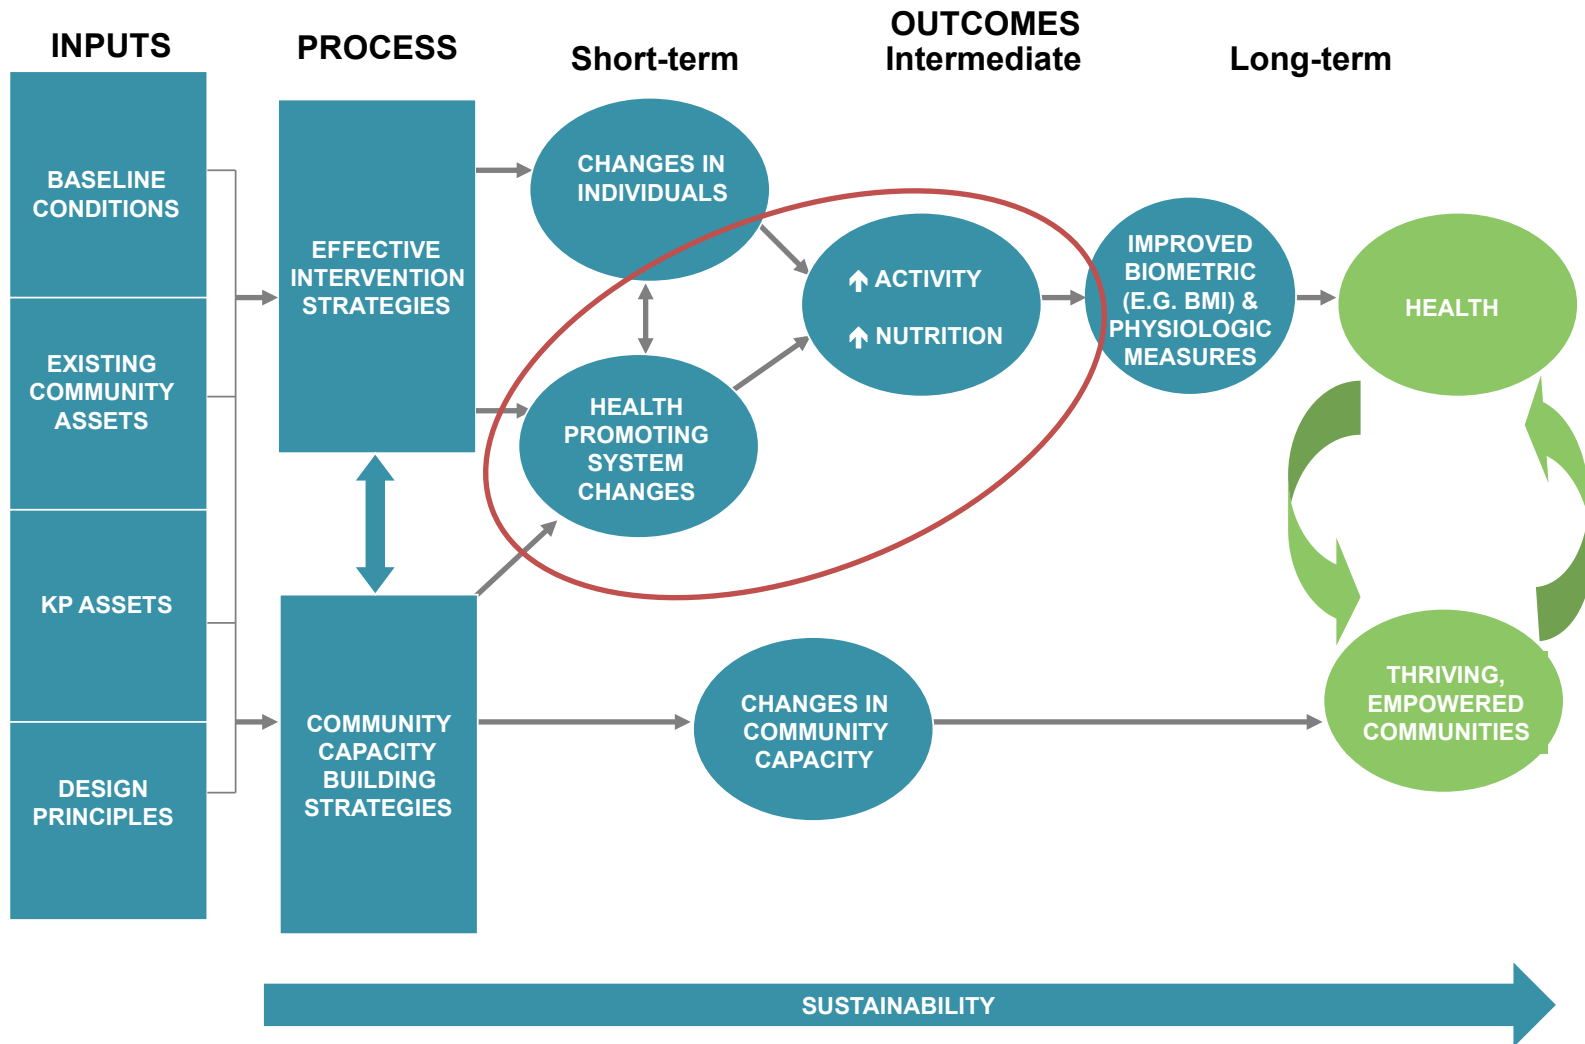 INPUTS
PROCESS
OUTCOMES
Short-term
Intermediate
Long-term
BASELINE
CONDITIONS
EXISTING
COMMUNITY
ASSETS
KP ASSETS
DESIGN
PRINCIPLES
EFFECTIVE
INTERVENTION
STRATEGIES
COMMUNITY
CAPACITY
BUILDING
STRATEGIES
CHANGES IN
INDIVIDUALS
HEALTH
PROMOTING
SYSTEM
CHANGES
ACTIVITY
NUTRITION
CHANGES IN
COMMUNITY
CAPACITY
IMPROVED
BIOMETRIC
(E.G. BMI) &
PHYSIOLOGIC
MEASURES
HEALTH
THRIVING,
EMPOWERED
COMMUNITIES
SUSTAINABILITY